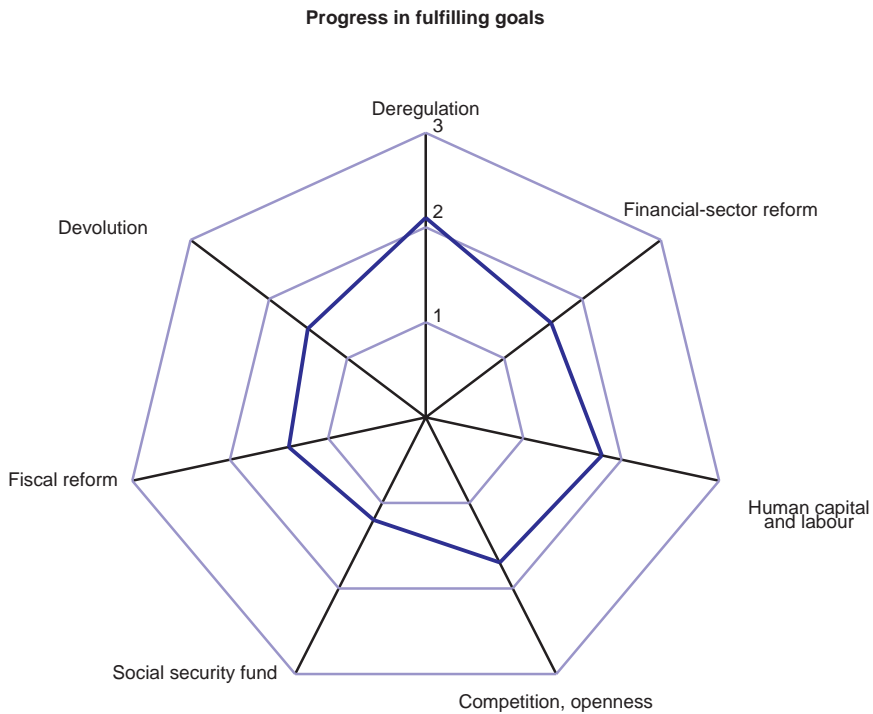 Progress in fulfilling goals
Deregulation
3
Financial-sector reform
2
Devolution
1
Fiscal reform
Human capital
and labour
Social security fund
Competition, openness